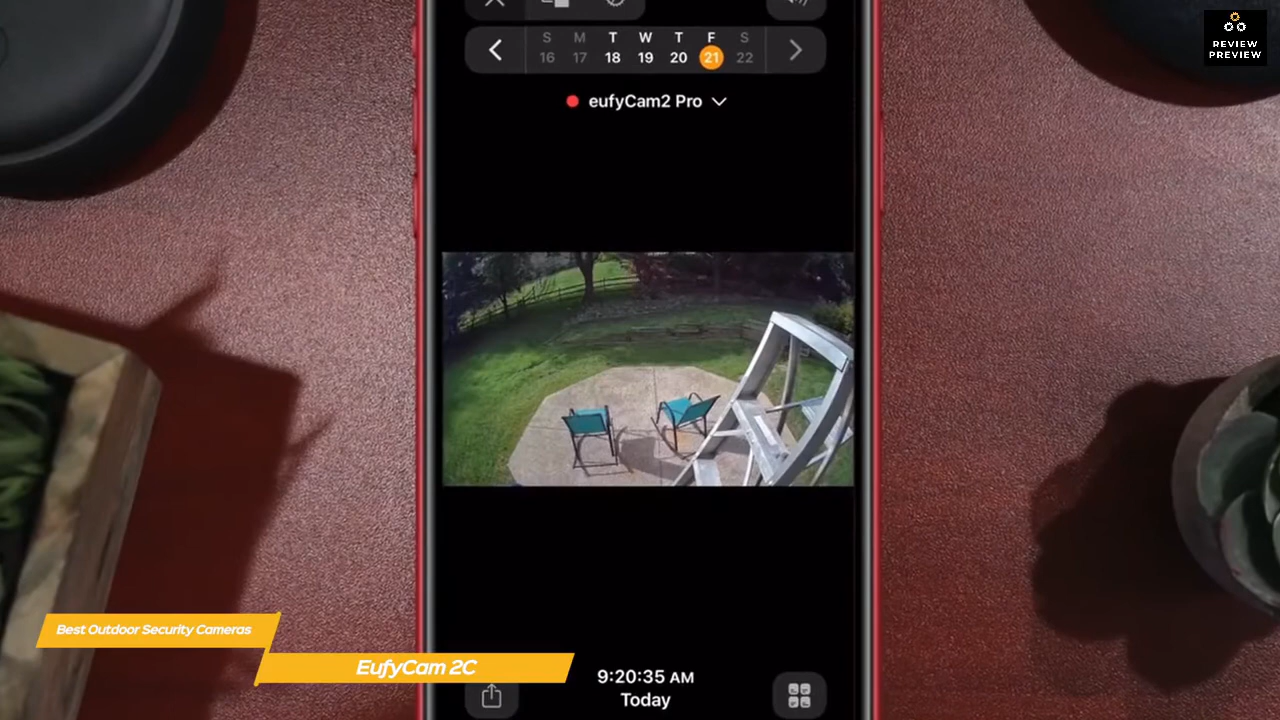 REVIEW
PREVIEW
S M T W T F S
16 17 18 19 20 21 22
eufyCam2 Pro
9:20:35 AM
Today
Best Outdoor Security Cameras
EufyCam 2C